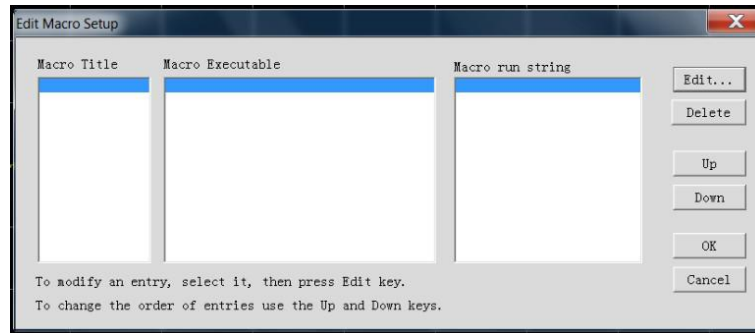 Edit Macro Setup
Macro Title
Macro Executable
Macro run string
Edit...
Delete
Up
Down
OK
Cancel
To modify an entry, select it, then press Edit key.
To change the order of entries use the Up and Down keys.